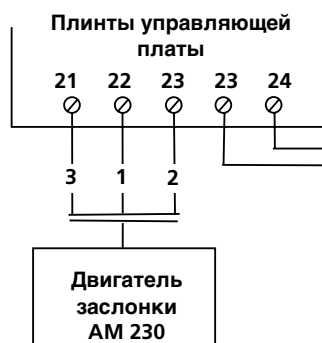 Плинты управляющей
платы
21 22 23 23 24
3 1 2
Двигатель
заслонки
АМ 230